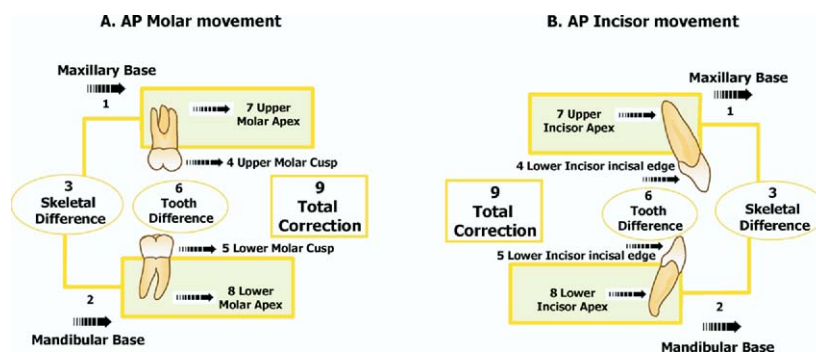 A. AP Molar movement
Maxillary Base
1
7 Upper
Molar Apex
4 Upper Molar Cusp
3
Skeletal
Difference
6
Tooth
Difference
9
Total
Correction
5 Lower Molar Cusp
8 Lower
Molar Apex
2
Mandibular Base
B. AP Incisor movement
Maxillary Base
1
7 Upper
Incisor Apex
4 Lower Incisor incisal edge
9
Total
Correction
6
Tooth
Difference
3
Skeletal
Difference
5 Lower Incisor incisal edge
8 Lower
Incisor Apex
2
Mandibular Base